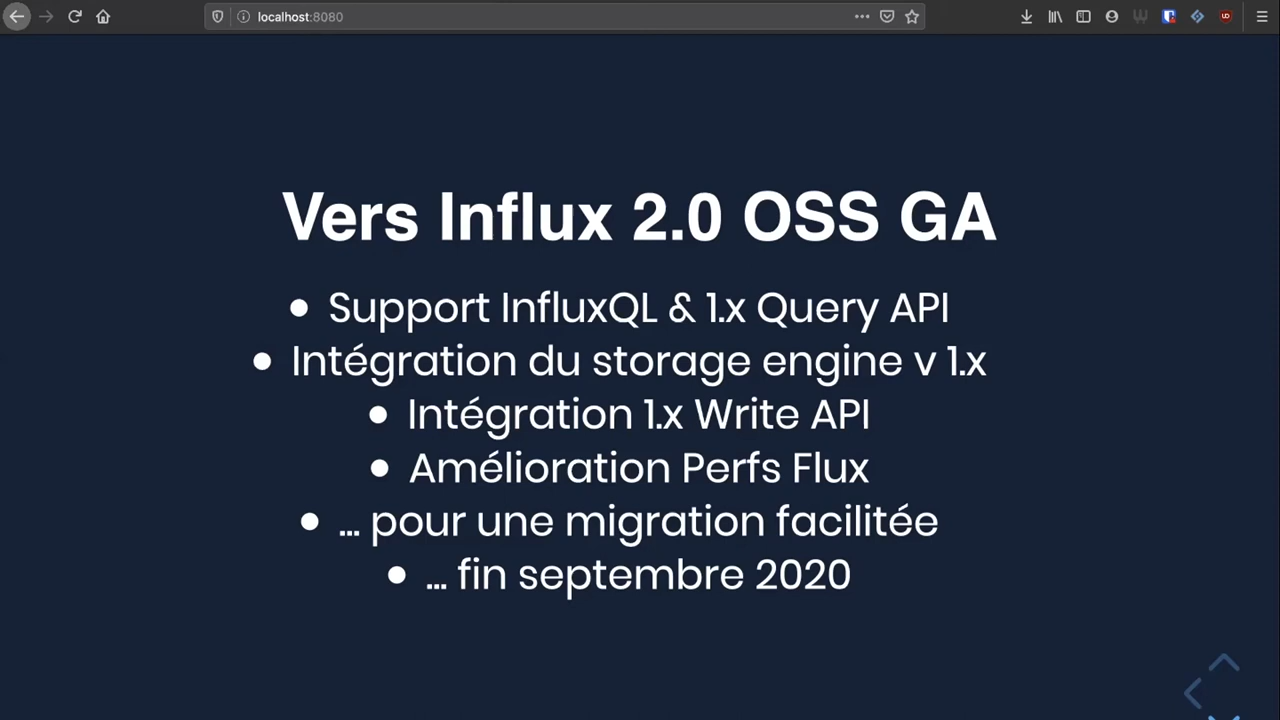 localhost:8080
Vers Influx 2.0 OSS GA
• Support InfluxQL & 1.x Query API
• Intégration du storage engine v 1.x
• Intégration 1.x Write API
• Amélioration Perfs Flux
• ... pour une migration facilitée
• ... fin septembre 2020